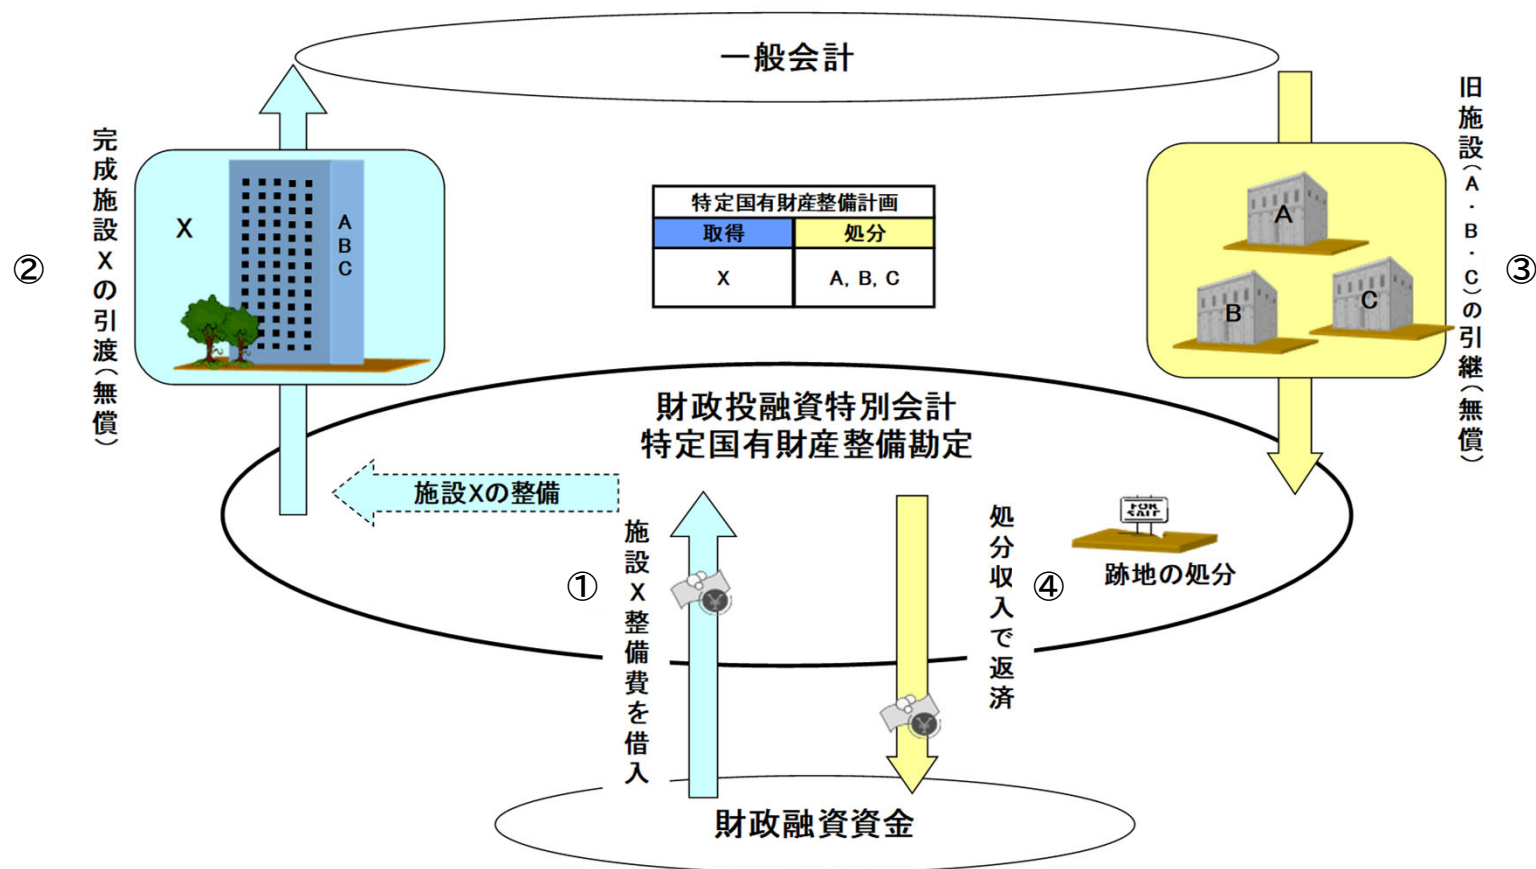 一般会計
②
完成施設Xの引渡(無償)
X
A
B
C
特定国有財産整備計画
取得
処分
X
A, B, C
A
B
C
旧施設(A・B・C)の引継(無償)
③
財政投融資特別会計
特定国有財産整備勘定
施設Xの整備
①
施設X整備費を借入
処分収入で返済
④
FOR
SALE
跡地の処分
財政融資資金